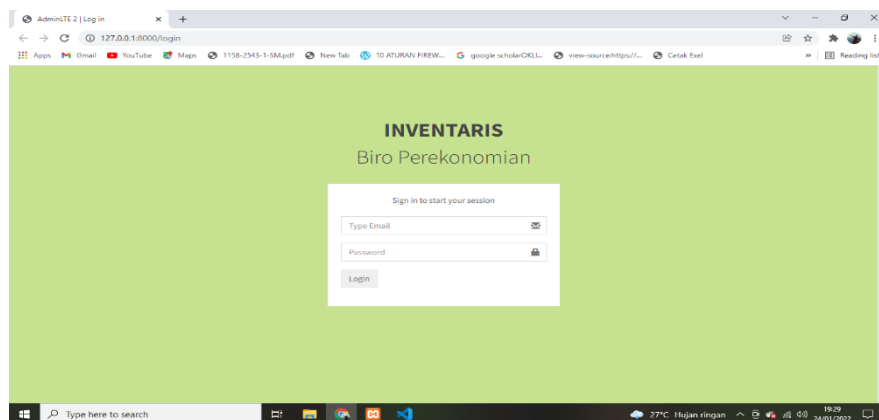 AdminLTE 2 | Log in
127.0.0.1:8000/login
Apps Gmail YouTube Maps 1158-2543-1-SM.pdf New Tab 10 ATURAN FIREW... google scholarOKLI... view-source:https://... Cetak Exel » Reading list
INVENTARIS
Biro Perekonomian
Sign in to start your session
Type Email
Password
Login
Type here to search 27°C Hujan ringan 19:29
24/01/2022